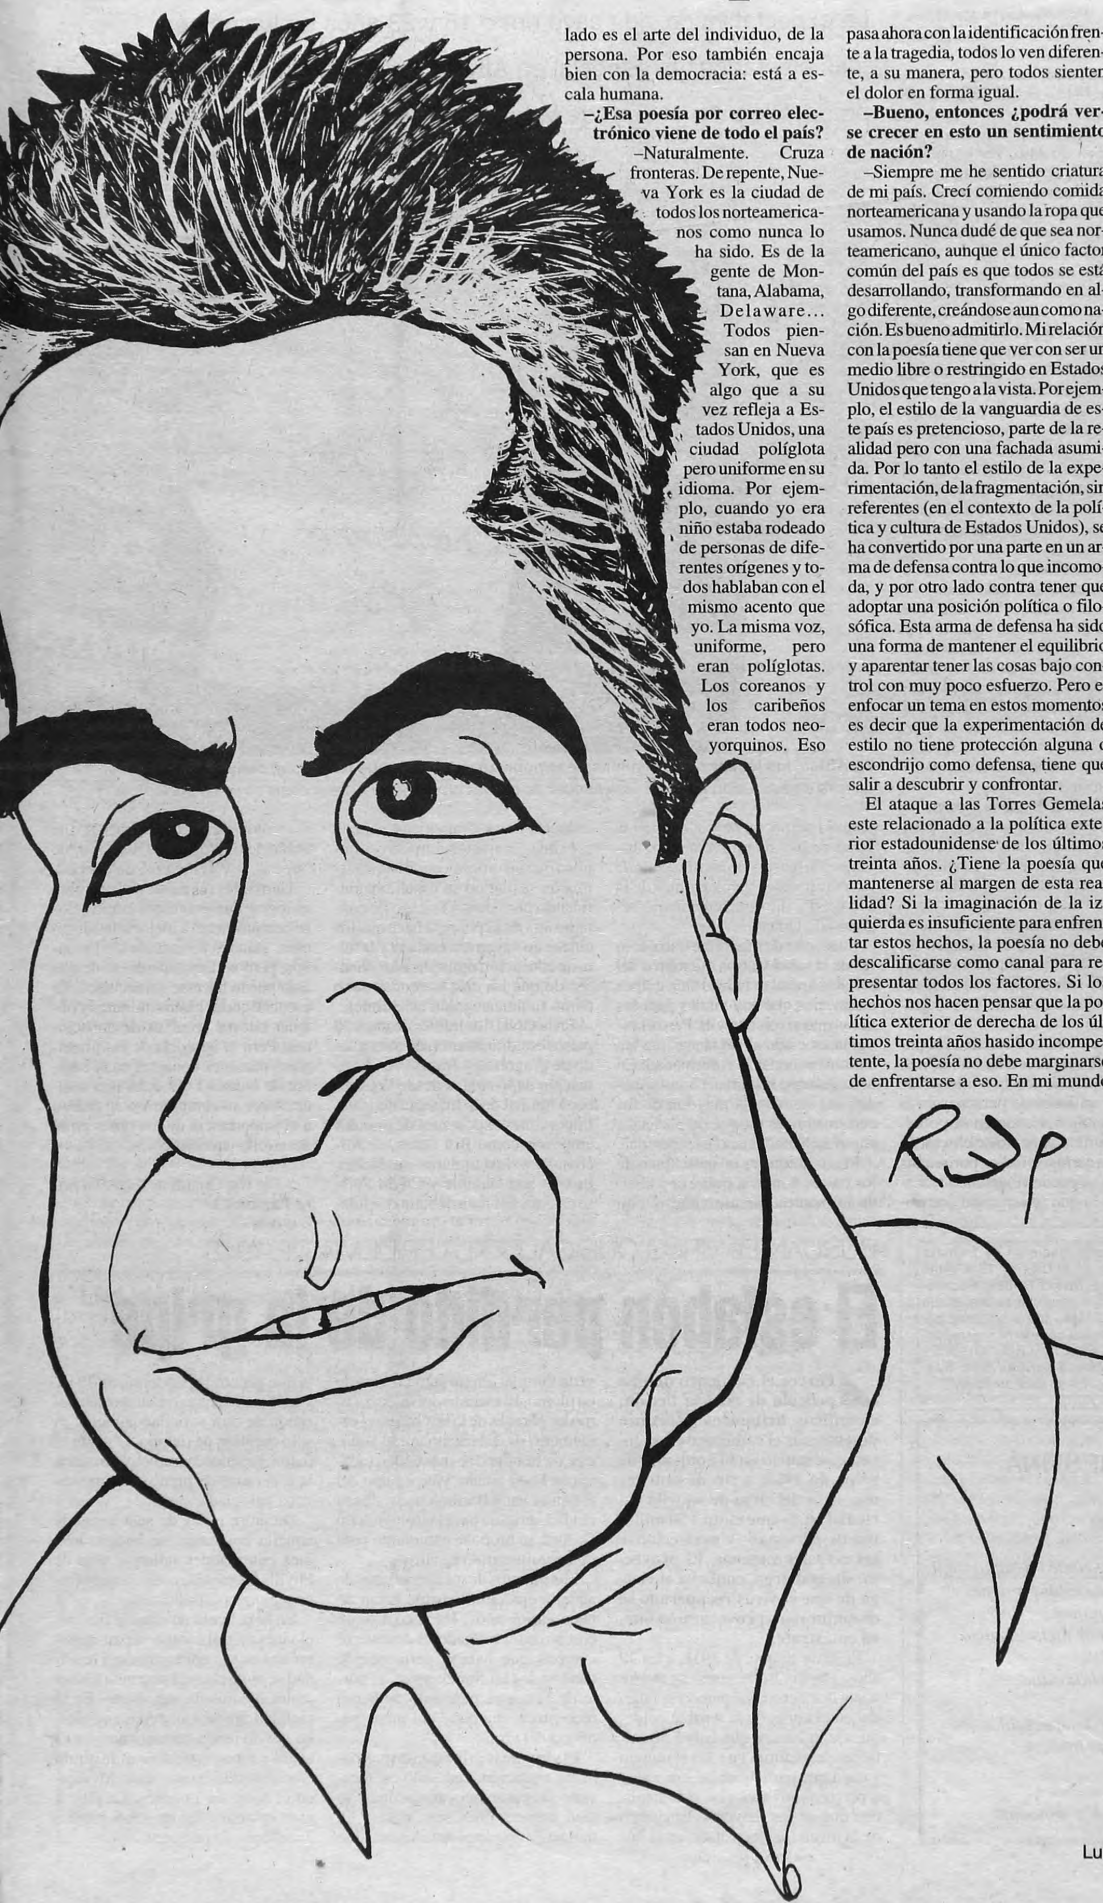 lado es el arte del individuo, de la
persona. Por eso también encaja
bien con la democracia: está a es-
cala humana.
–¿Esa poesía por correo elec-
trónico viene de todo el país?
–Naturalmente. Cruza
fronteras. De repente, Nue-
va York es la ciudad de
todos los norteamerica-
nos como nunca lo
ha sido. Es de la
gente de Mon-
tana, Alabama,
Delaware...
Todos pien-
san en Nueva
York, que es
algo que a su
vez refleja a Es-
tados Unidos, una
ciudad políglota
pero uniforme en su
idioma. Por ejem-
plo, cuando yo era
niño estaba rodeado
de personas de dife-
rentes orígenes y to-
dos hablaban con el
mismo acento que
yo. La misma voz,
uniforme, pero
eran políglotas.
Los coreanos y
los caribeños
eran todos neo-
yorquinos. Eso
pasa ahora con la identificación fren-
te a la tragedia, todos lo ven diferen-
te, a su manera, pero todos sienten
el dolor en forma igual.
–Bueno, entonces ¿podrá ver-
se crecer en esto un sentimiento
de nación?
–Siempre me he sentido criatura
de mi país. Crecí comiendo comida
norteamericana y usando la ropa que
usamos. Nunca dudé de que sea nor-
teamericano, aunque el único factor
común del país es que todos se está
desarrollando, transformando en al-
go diferente, creándose aun como na-
ción. Es bueno admitirlo. Mi relación
con la poesía tiene que ver con ser un
medio libre o restringido en Estados
Unidos que tengo a la vista. Por ejem-
plo, el estilo de la vanguardia de es-
te país es pretencioso, parte de la re-
alidad pero con una fachada asumi-
da. Por lo tanto el estilo de la expe-
rimentación, de la fragmentación, sin
referentes (en el contexto de la polí-
tica y cultura de Estados Unidos), se
ha convertido por una parte en un ar-
ma de defensa contra lo que incomo-
da, y por otro lado contra tener que
adoptar una posición política o filo-
sófica. Esta arma de defensa ha sido
una forma de mantener el equilibrio
y aparentar tener las cosas bajo con-
trol con muy poco esfuerzo. Pero el
enfocar un tema en estos momentos
es decir que la experimentación de
estilo no tiene protección alguna o
escondrijo como defensa, tiene que
salir a descubrir y confrontar.
El ataque a las Torres Gemelas
este relacionado a la política exte-
rior estadounidense de los últimos
treinta años. ¿Tiene la poesía que
mantenerse al margen de esta rea-
lidad? Si la imaginación de la iz-
quierda es insuficiente para enfren-
tar estos hechos, la poesía no debe
descalificarse como canal para re-
presentar todos los factores. Si los
hechos nos hacen pensar que la po-
lítica exterior de derecha de los úl-
timos treinta años hasido incompe-
tente, la poesía no debe marginarse
de enfrentarse a eso. En mi mundo
Rep
Lu